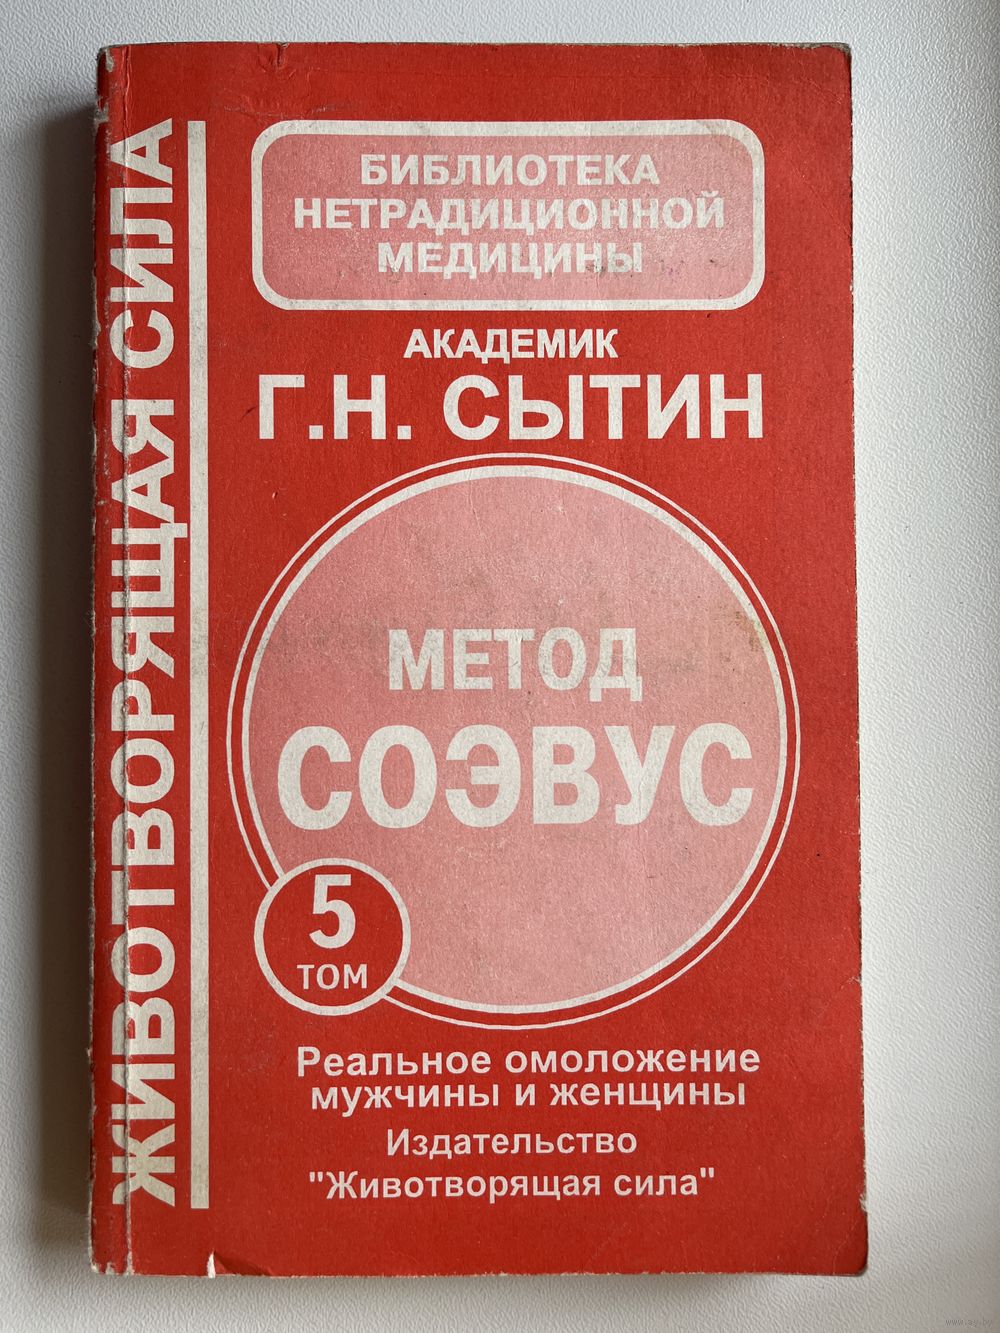 ЖИВОТВОРЯЩАЯ СИЛА
БИБЛИОТЕКА
НЕТРАДИЦИОННОЙ
МЕДИЦИНЫ
АКАДЕМИК
Г.Н. СЫТИН
МЕТОД
СОЭВУС
5
ТОМ
Реальное омоложение
мужчины и женщины
Издательство
"Животворящая сила"